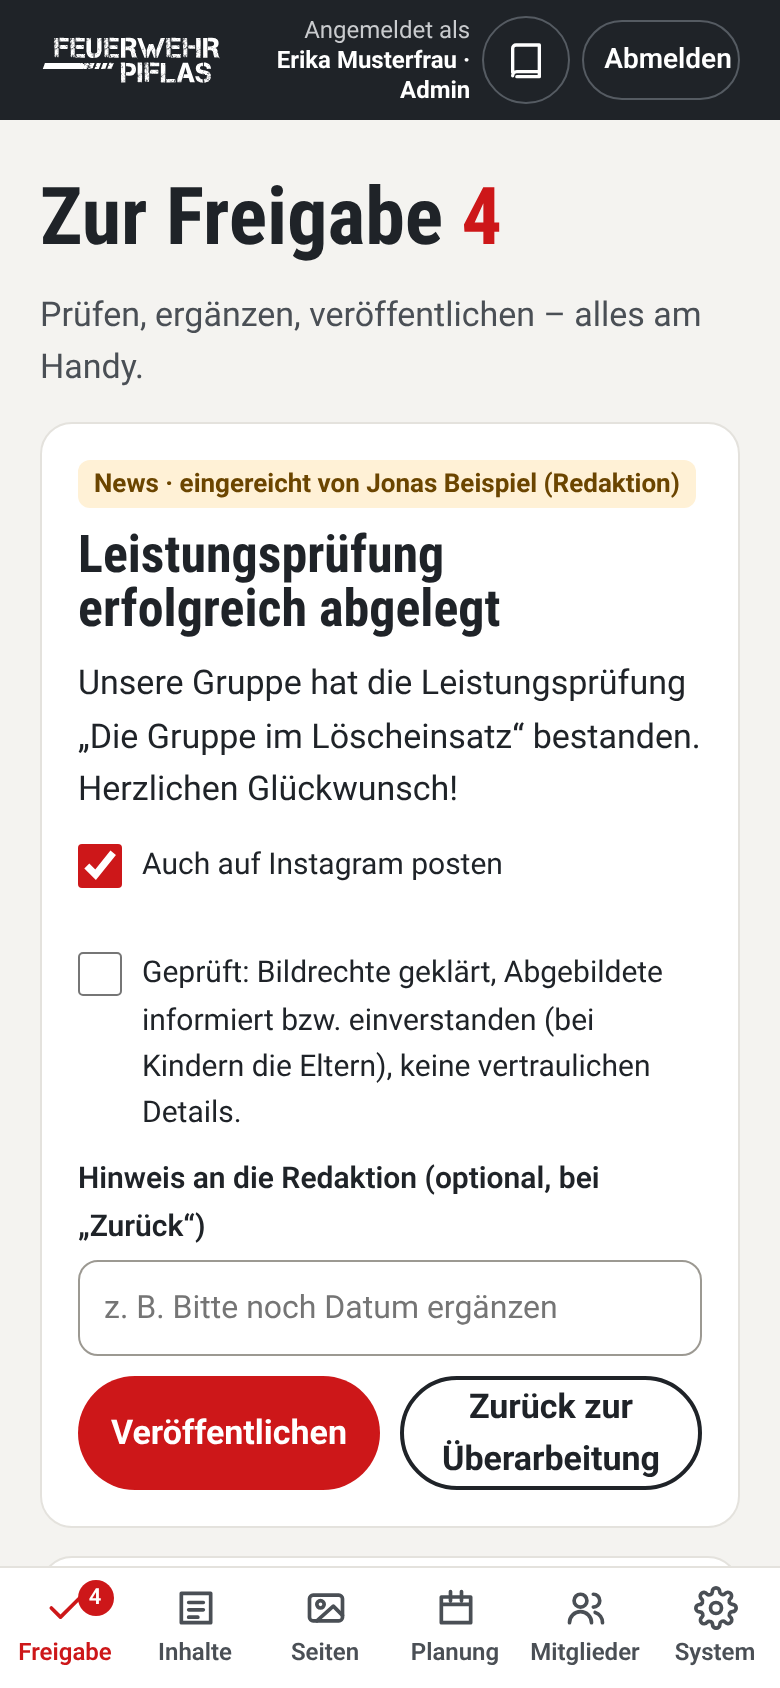 FEUERWEHR
PIFLAS
Angemeldet als
Erika Musterfrau ·
Admin
Abmelden
Zur Freigabe 4
Prüfen, ergänzen, veröffentlichen – alles am
Handy.
News · eingereicht von Jonas Beispiel (Redaktion)
Leistungsprüfung
erfolgreich abgelegt
Unsere Gruppe hat die Leistungsprüfung
„Die Gruppe im Löscheinsatz“ bestanden.
Herzlichen Glückwunsch!
Auch auf Instagram posten
Geprüft: Bildrechte geklärt, Abgebildete
informiert bzw. einverstanden (bei
Kindern die Eltern), keine vertraulichen
Details.
Hinweis an die Redaktion (optional, bei
„Zurück“)
z. B. Bitte noch Datum ergänzen
Veröffentlichen
Zurück zur
Überarbeitung
4
Freigabe
Inhalte
Seiten
Planung
Mitglieder
System